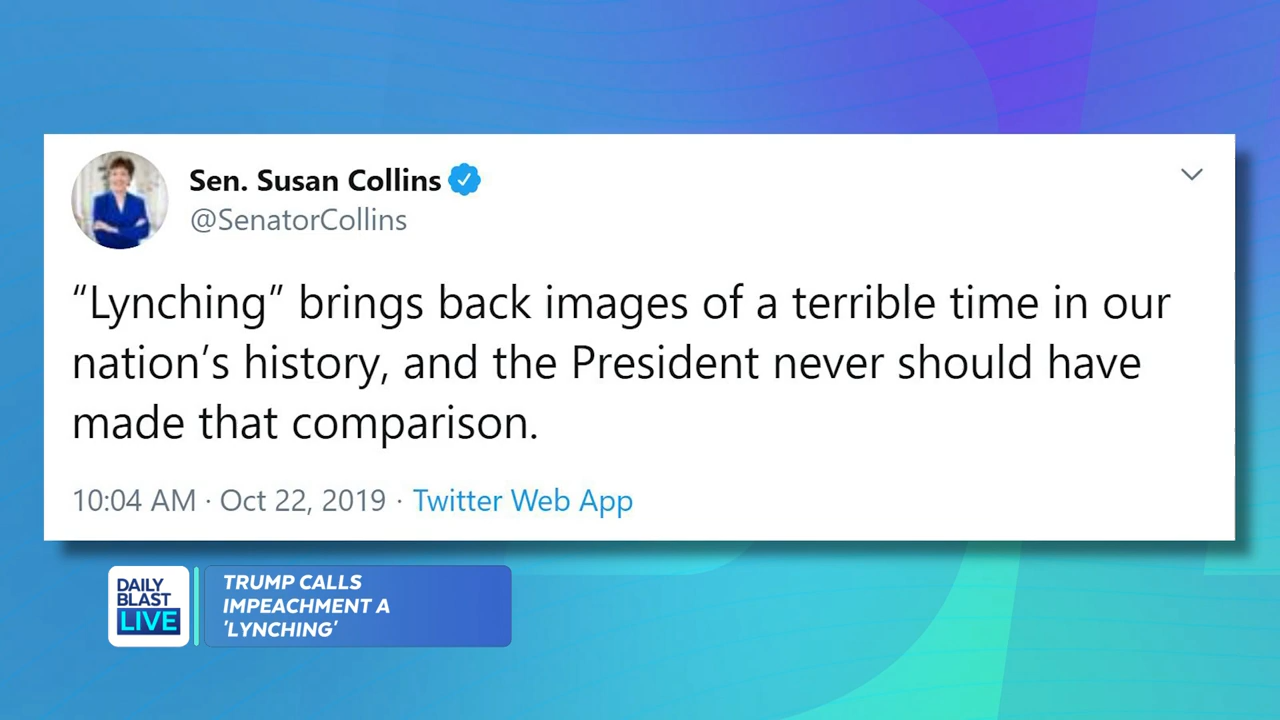 Sen. Susan Collins
@SenatorCollins
“Lynching” brings back images of a terrible time in our
nation’s history, and the President never should have
made that comparison.
10:04 AM · Oct 22, 2019 · Twitter Web App
DAILY
BLAST
LIVE
TRUMP CALLS
IMPEACHMENT A
'LYNCHING'